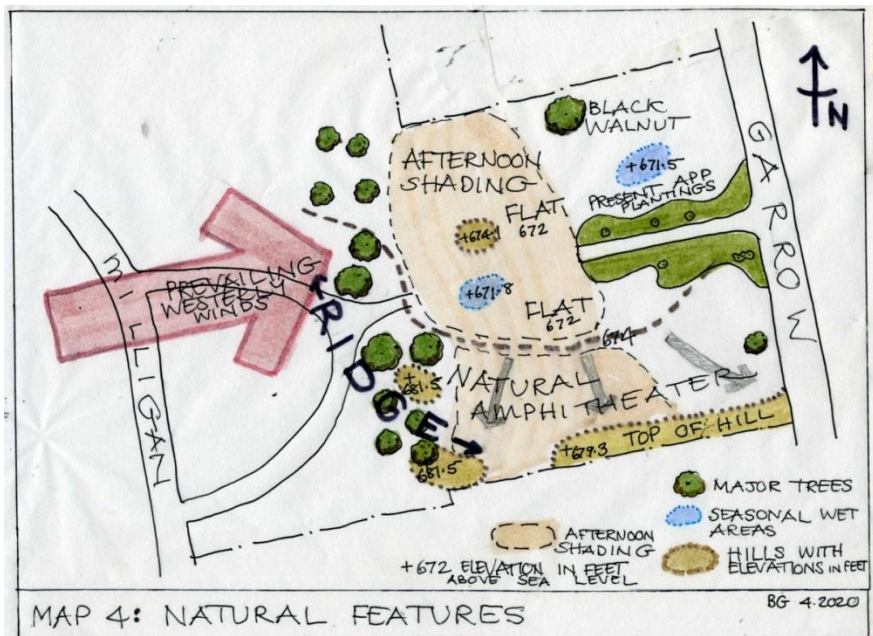 N
BLACK
WALNUT
GARROW
AFTERNOON
SHADING
+671.5
PRESENT APP
PLANTINGS
FLAT
672
+674.1
PREVAILING
WESTERLY
WINDS
MILLIGAN
RIDGE
+671.8
FLAT
672
674
+
681.5
NATURAL
AMPHITHEATER
+679.3 TOP OF HILL
681.5
MAJOR TREES
SEASONAL WET
AREAS
AFTERNOON
SHADING
HILLS WITH
ELEVATIONS IN FEET
+672 ELEVATION IN FEET
ABOVE SEA LEVEL
MAP 4: NATURAL FEATURES
BG 4.2020